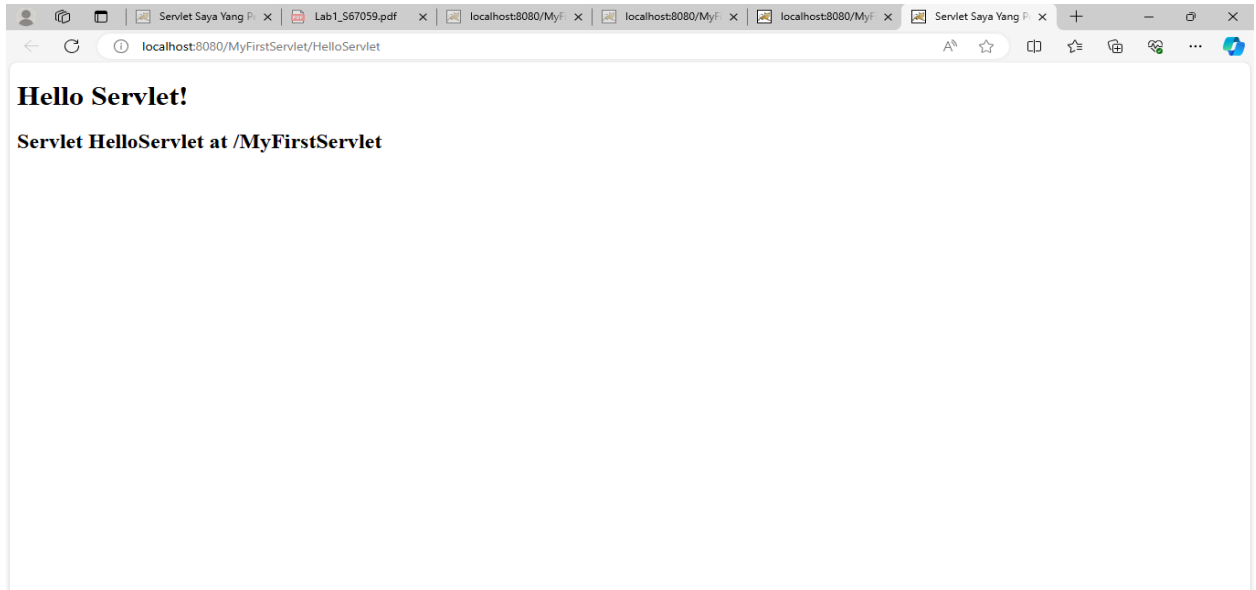 Servlet Saya Yang P
Lab1_S67059.pdf
localhost:8080/MyF
localhost:8080/MyF
localhost:8080/MyF
Servlet Saya Yang P
localhost:8080/MyFirstServlet/HelloServlet
Hello Servlet!
Servlet HelloServlet at /MyFirstServlet